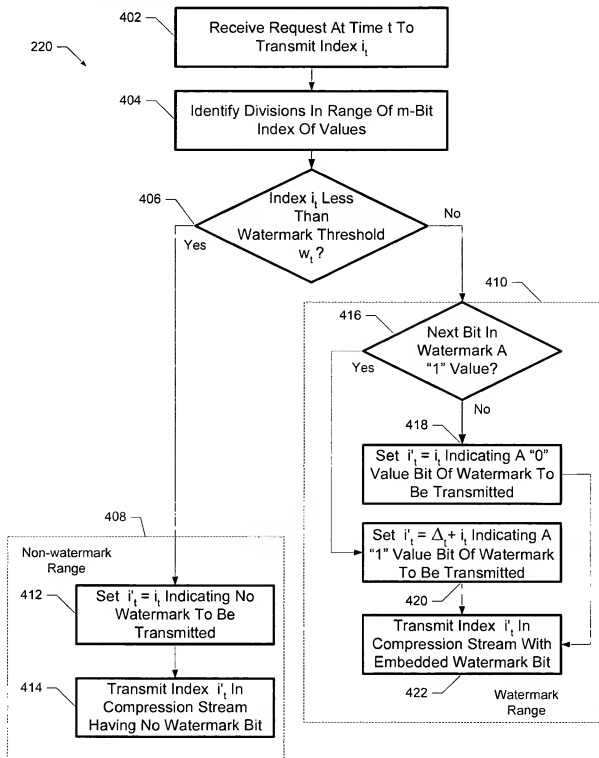 402
Receive Request At Time t To
Transmit Index i_t
220
404
Identify Divisions In Range Of m-Bit
Index Of Values
406
Index i_t Less
Than
Watermark Threshold
w_t ?
No
Yes
410
416
Next Bit In
Watermark A
"1" Value?
Yes
No
418
Set i'_t = i_t Indicating A "0"
Value Bit Of Watermark To
Be Transmitted
408
Non-watermark
Range
Set i'_t = Δ_t + i_t Indicating A
"1" Value Bit Of Watermark
To Be Transmitted
420
412
Set i'_t = i_t Indicating No
Watermark To Be
Transmitted
Transmit Index i'_t In
Compression Stream With
Embedded Watermark Bit
422
414
Transmit Index i'_t In
Compression Stream
Having No Watermark Bit
Watermark
Range